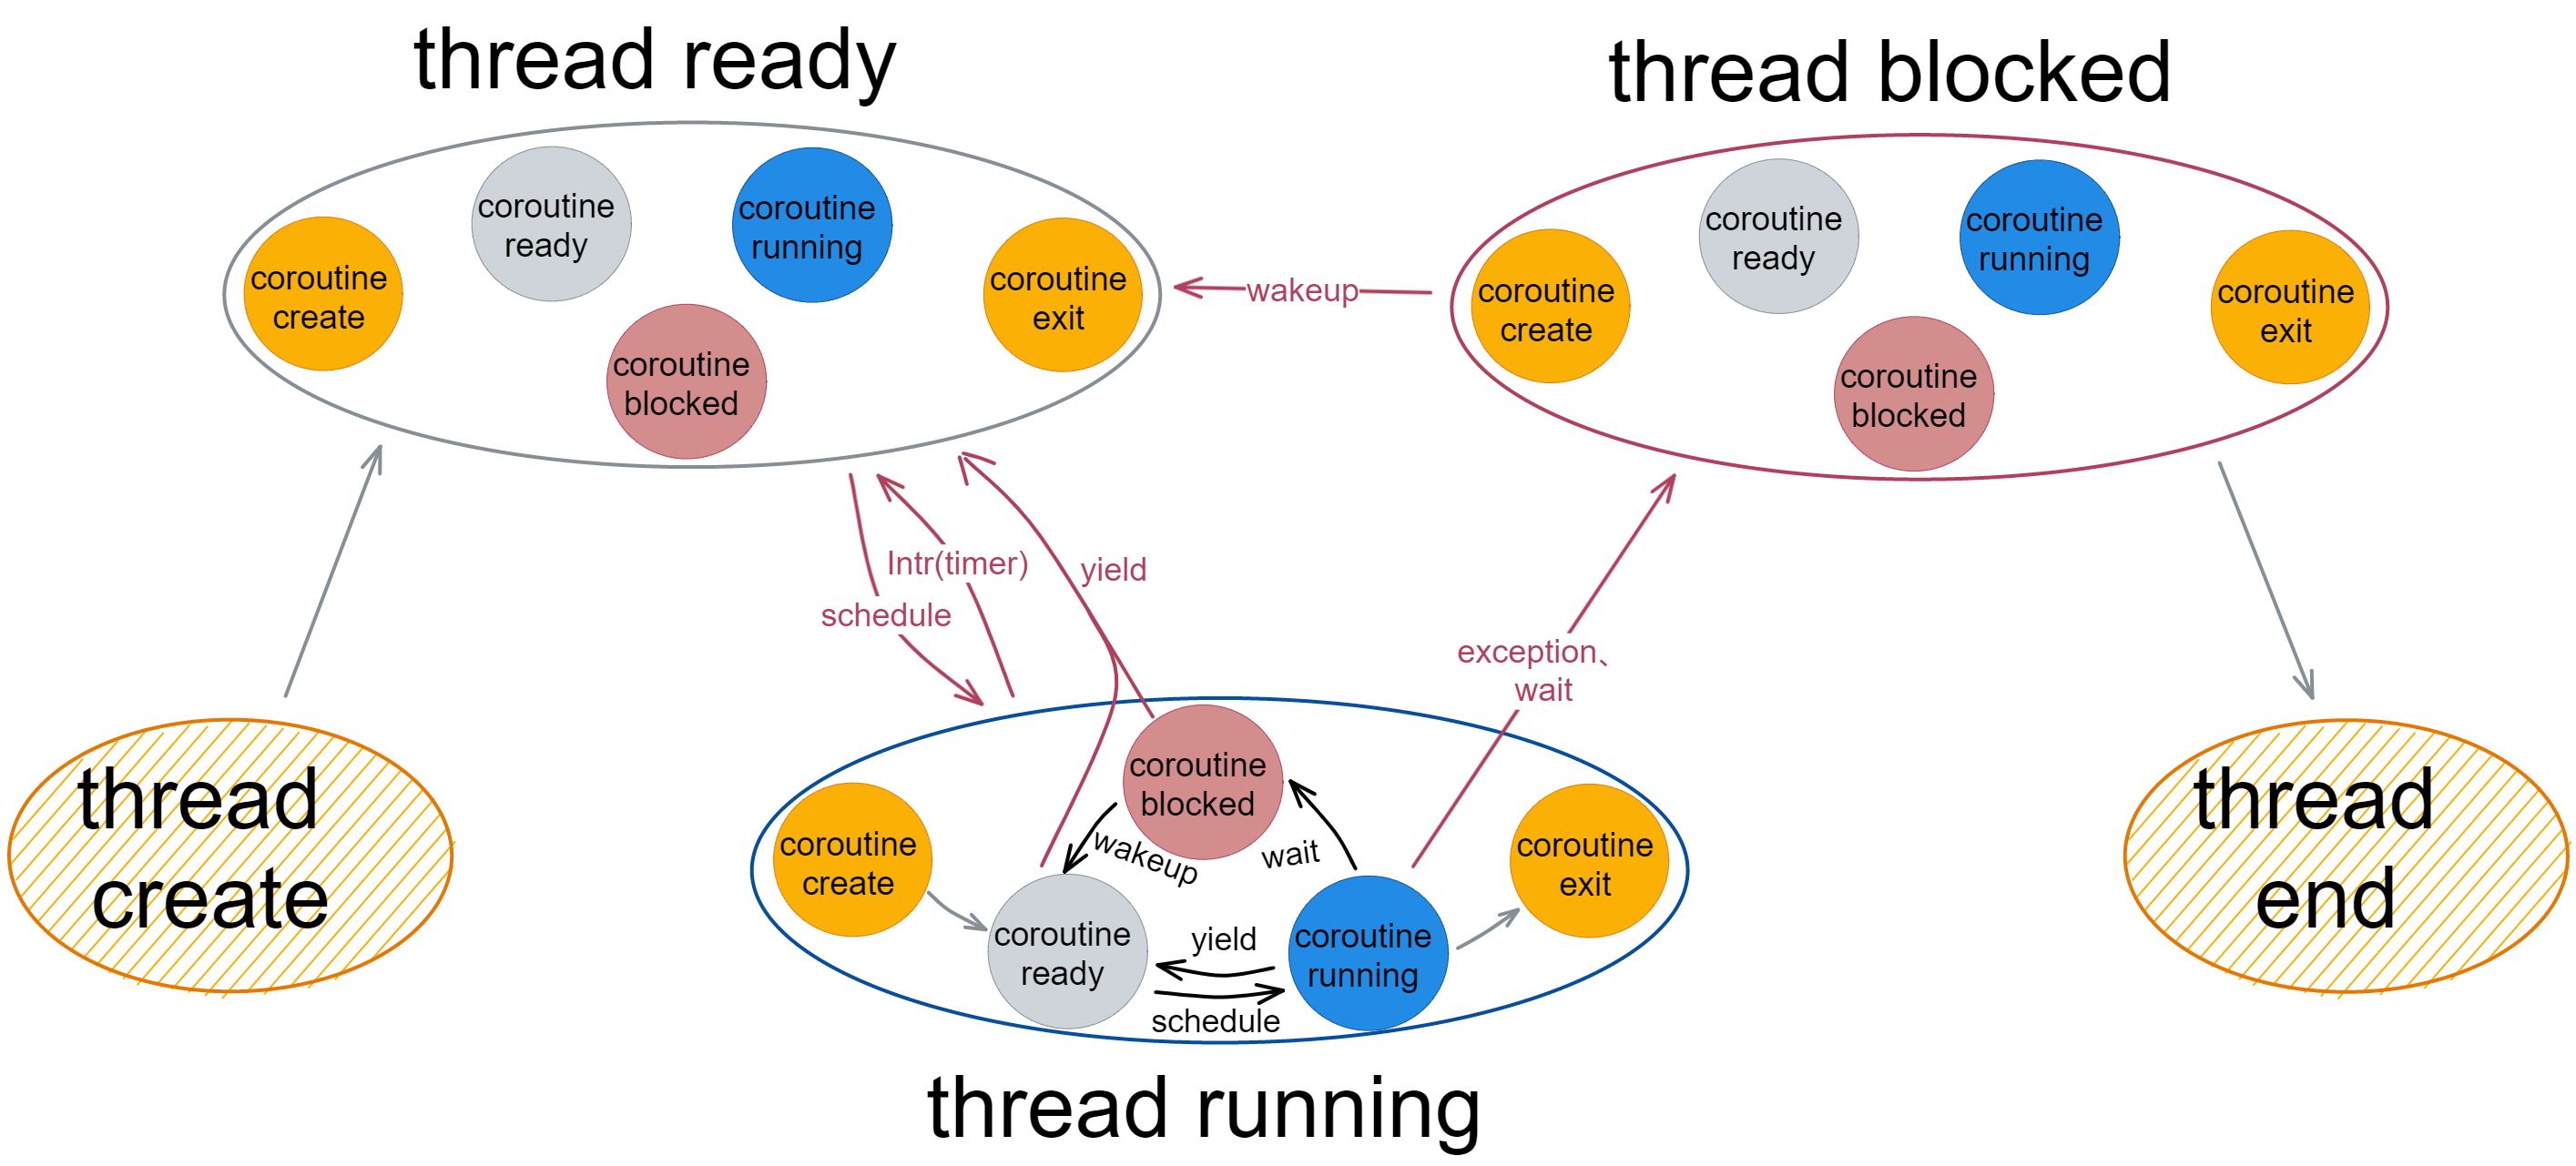 thread ready
thread blocked
coroutine
ready
coroutine
running
coroutine
create
coroutine
exit
coroutine
blocked
wakeup
coroutine
ready
coroutine
running
coroutine
create
coroutine
exit
coroutine
blocked
Intr(timer)
yield
schedule
exception、
wait
thread
create
coroutine
blocked
coroutine
create
wakeup
wait
coroutine
exit
coroutine
ready
yield
schedule
coroutine
running
thread
end
thread running